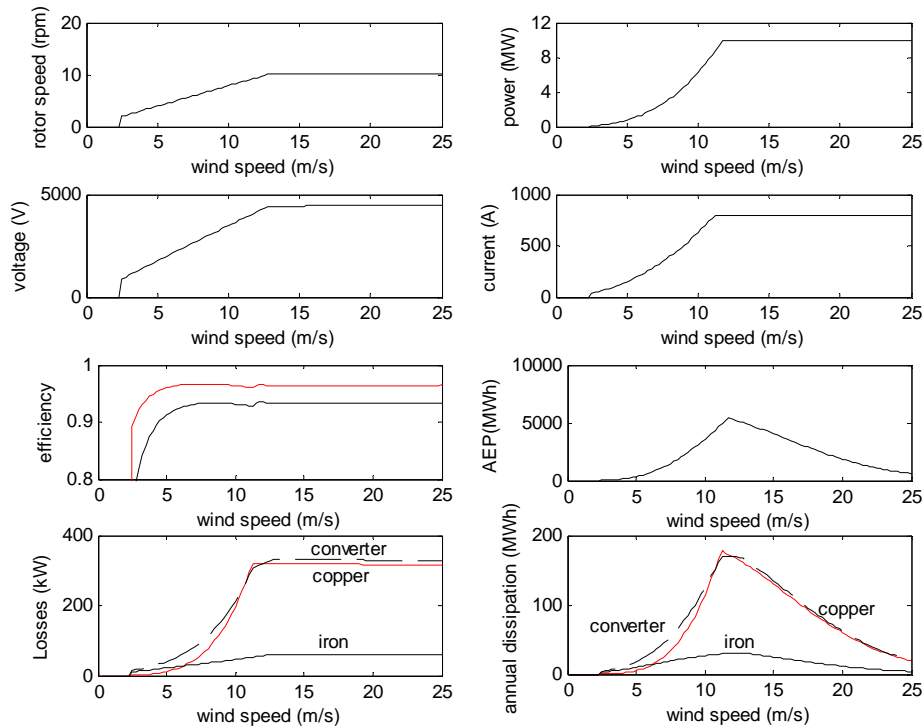 rotor speed (rpm)
20
10
0
0 5 10 15 20 25
wind speed (m/s)
power (MW)
12
8
4
0
0 5 10 15 20 25
wind speed (m/s)
voltage (V)
5000
0
0 5 10 15 20 25
wind speed (m/s)
current (A)
1000
500
0
0 5 10 15 20 25
wind speed (m/s)
efficiency
1
0.9
0.8
0 5 10 15 20 25
wind speed (m/s)
AEP(MWh)
10000
5000
0
0 5 10 15 20 25
wind speed (m/s)
Losses (kW)
400
200
0
converter
copper
iron
0 5 10 15 20 25
wind speed (m/s)
annual dissipation (MWh)
200
100
0
converter
copper
iron
0 5 10 15 20 25
wind speed (m/s)